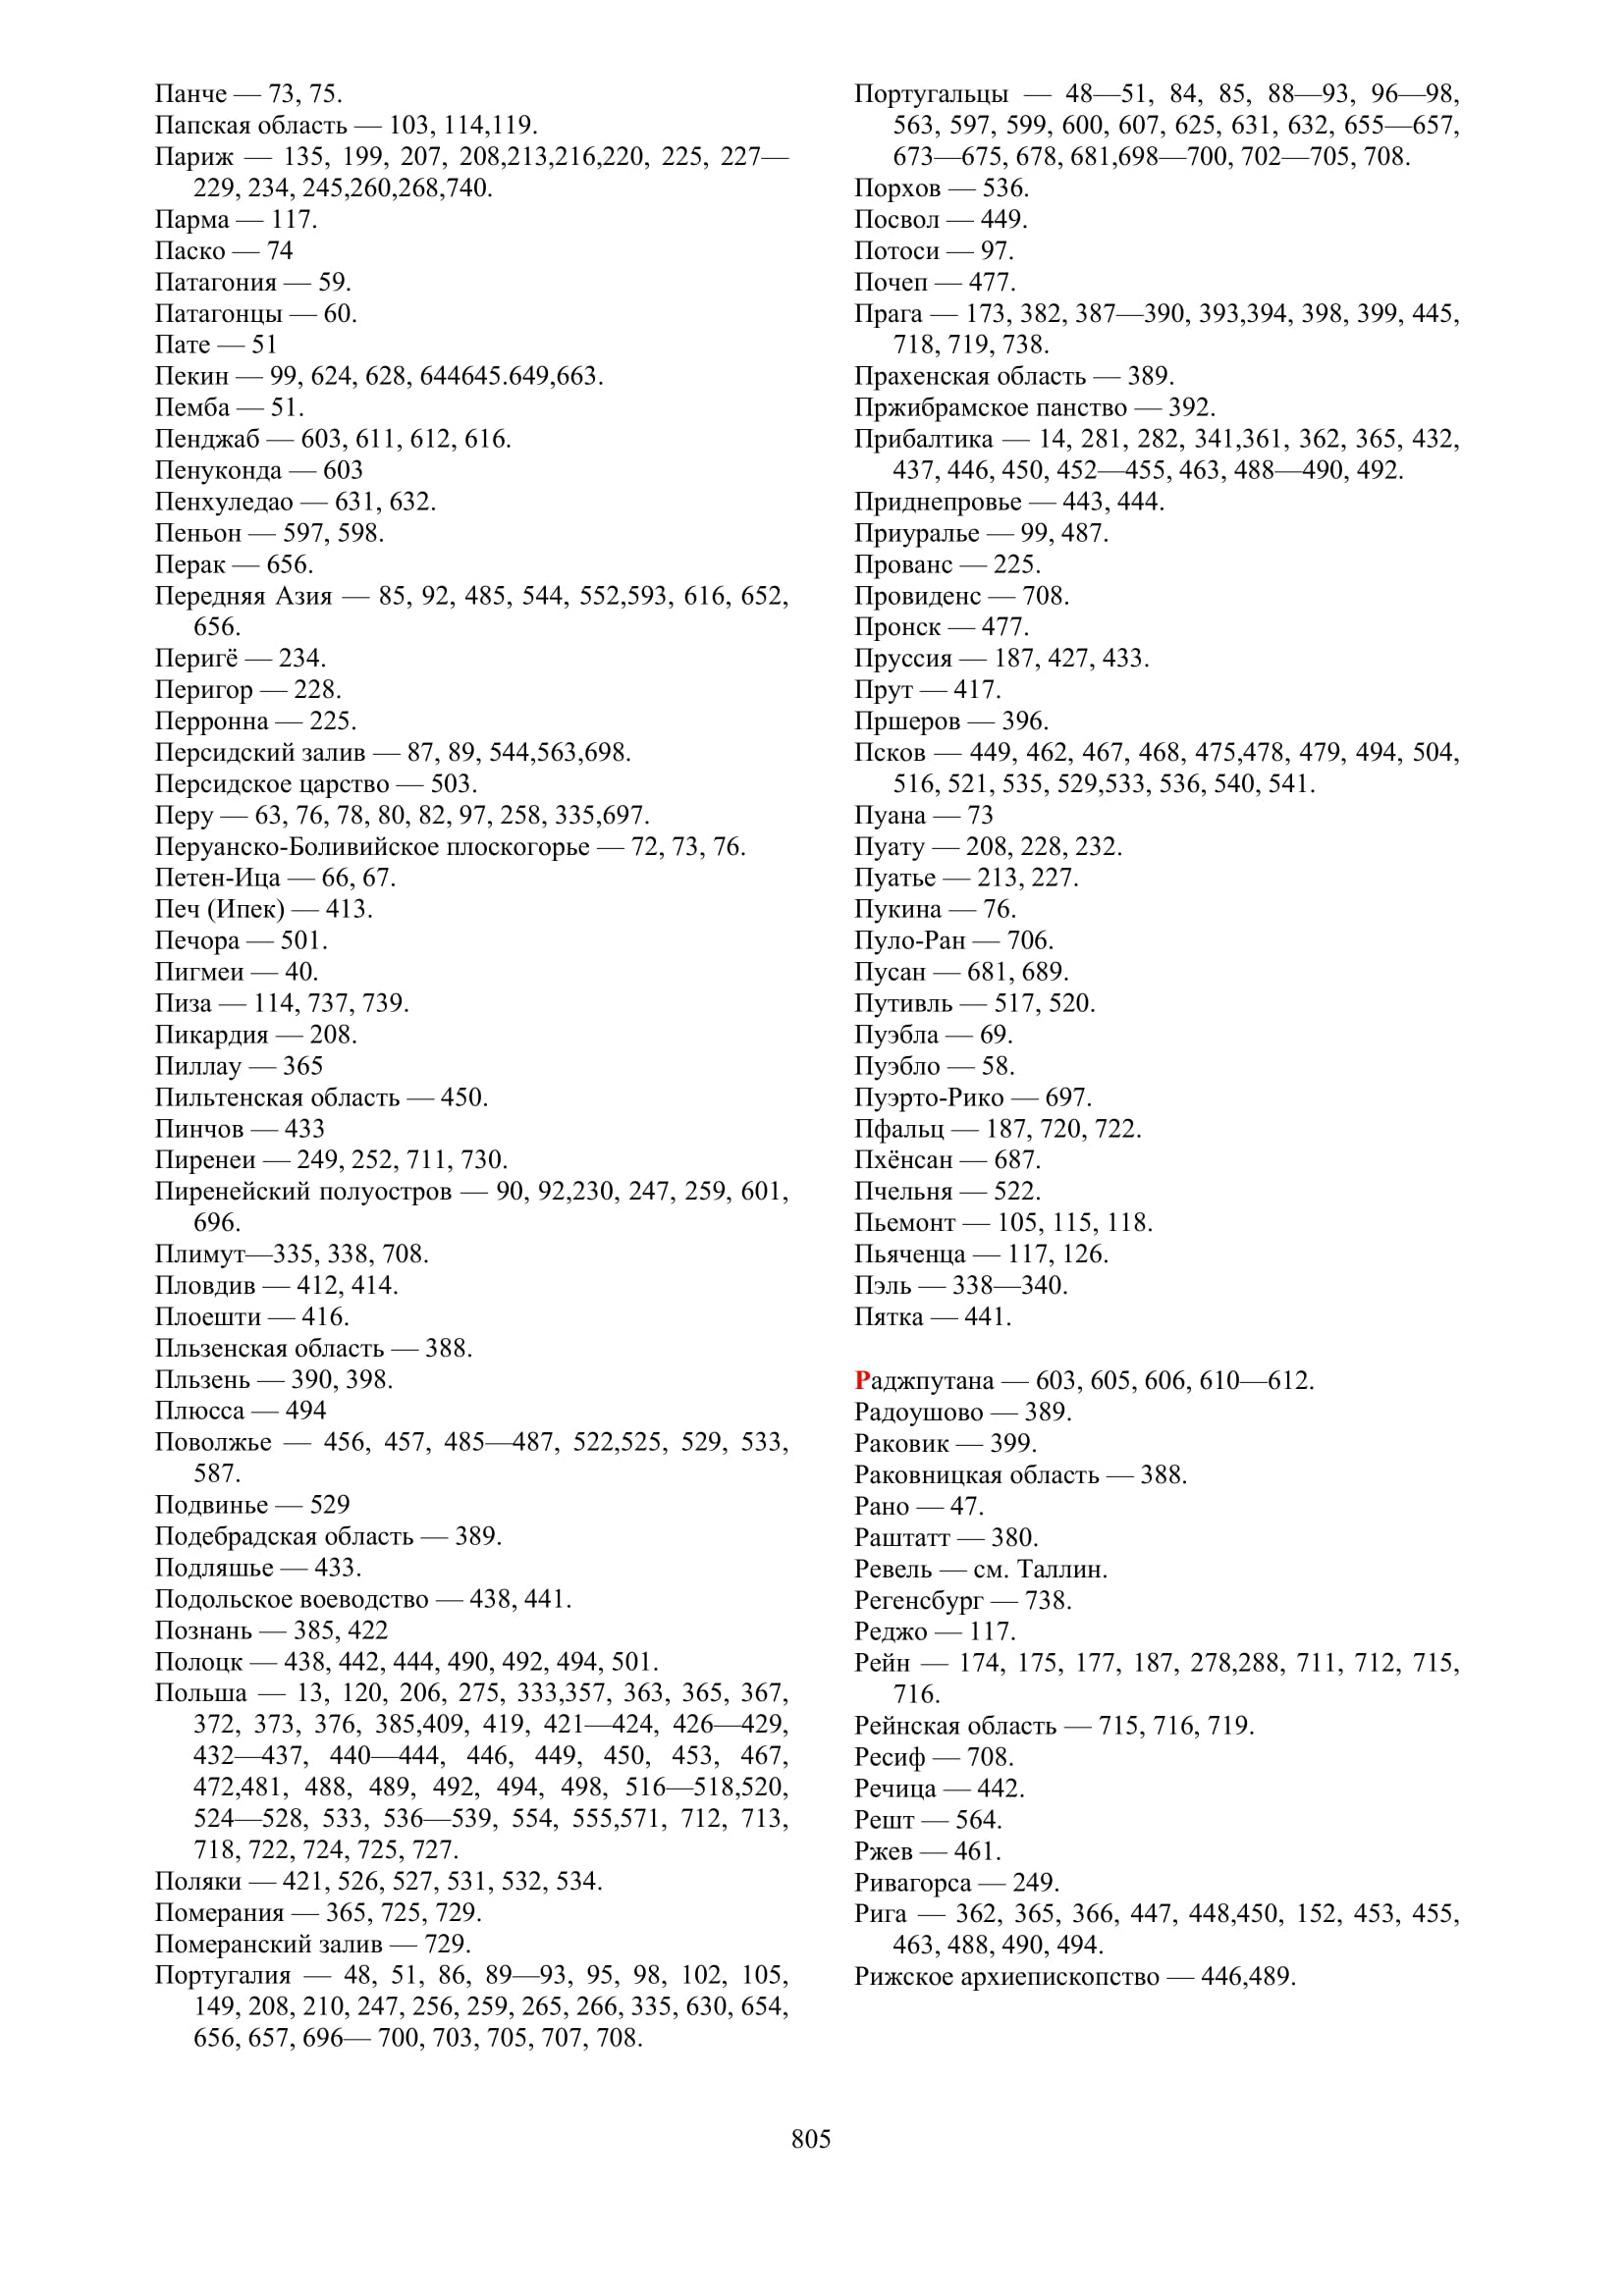 Панче — 73, 75.
Папская область — 103, 114,119.
Париж — 135, 199, 207, 208,213,216,220, 225, 227—
229, 234, 245,260,268,740.
Парма — 117.
Паско — 74
Патагония — 59.
Патагонцы — 60.
Пате — 51
Пекин — 99, 624, 628, 644645.649,663.
Пемба — 51.
Пенджаб — 603, 611, 612, 616.
Пенуконда — 603
Пенхуледао — 631, 632.
Пеньон — 597, 598.
Перак — 656.
Передняя Азия — 85, 92, 485, 544, 552,593, 616, 652,
656.
Перигё — 234.
Перигор — 228.
Перронна — 225.
Персидский залив — 87, 89, 544,563,698.
Персидское царство — 503.
Перу — 63, 76, 78, 80, 82, 97, 258, 335,697.
Перуанско-Боливийское плоскогорье — 72, 73, 76.
Петен-Ица — 66, 67.
Печ (Ипек) — 413.
Печора — 501.
Пигмеи — 40.
Пиза — 114, 737, 739.
Пикардия — 208.
Пиллау — 365
Пильтенская область — 450.
Пинчов — 433
Пиренеи — 249, 252, 711, 730.
Пиренейский полуостров — 90, 92,230, 247, 259, 601,
696.
Плимут—335, 338, 708.
Пловдив — 412, 414.
Плоешти — 416.
Пльзенская область — 388.
Пльзень — 390, 398.
Плюсса — 494
Поволжье — 456, 457, 485—487, 522,525, 529, 533,
587.
Подвинье — 529
Подебрадская область — 389.
Подляшье — 433.
Подольское воеводство — 438, 441.
Познань — 385, 422
Полоцк — 438, 442, 444, 490, 492, 494, 501.
Польша — 13, 120, 206, 275, 333,357, 363, 365, 367,
372, 373, 376, 385,409, 419, 421—424, 426—429,
432—437, 440—444, 446, 449, 450, 453, 467,
472,481, 488, 489, 492, 494, 498, 516—518,520,
524—528, 533, 536—539, 554, 555,571, 712, 713,
718, 722, 724, 725, 727.
Поляки — 421, 526, 527, 531, 532, 534.
Померания — 365, 725, 729.
Померанский залив — 729.
Португалия — 48, 51, 86, 89—93, 95, 98, 102, 105,
149, 208, 210, 247, 256, 259, 265, 266, 335, 630, 654,
656, 657, 696— 700, 703, 705, 707, 708.
Португальцы — 48—51, 84, 85, 88—93, 96—98,
563, 597, 599, 600, 607, 625, 631, 632, 655—657,
673—675, 678, 681,698—700, 702—705, 708.
Порхов — 536.
Посвол — 449.
Потоси — 97.
Почеп — 477.
Прага — 173, 382, 387—390, 393,394, 398, 399, 445,
718, 719, 738.
Прахенская область — 389.
Пржибрамское панство — 392.
Прибалтика — 14, 281, 282, 341,361, 362, 365, 432,
437, 446, 450, 452—455, 463, 488—490, 492.
Приднепровье — 443, 444.
Приуралье — 99, 487.
Прованс — 225.
Провиденс — 708.
Пронск — 477.
Пруссия — 187, 427, 433.
Прут — 417.
Пршеров — 396.
Псков — 449, 462, 467, 468, 475,478, 479, 494, 504,
516, 521, 535, 529,533, 536, 540, 541.
Пуана — 73
Пуату — 208, 228, 232.
Пуатье — 213, 227.
Пукина — 76.
Пуло-Ран — 706.
Пусан — 681, 689.
Путивль — 517, 520.
Пуэбла — 69.
Пуэбло — 58.
Пуэрто-Рико — 697.
Пфальц — 187, 720, 722.
Пхёнсан — 687.
Пчельня — 522.
Пьемонт — 105, 115, 118.
Пьяченца — 117, 126.
Пэль — 338—340.
Пятка — 441.
Раджпутана — 603, 605, 606, 610—612.
Радоушово — 389.
Раковик — 399.
Раковницкая область — 388.
Рано — 47.
Раштатт — 380.
Ревель — см. Таллин.
Регенсбург — 738.
Реджо — 117.
Рейн — 174, 175, 177, 187, 278,288, 711, 712, 715,
716.
Рейнская область — 715, 716, 719.
Ресиф — 708.
Речица — 442.
Решт — 564.
Ржев — 461.
Ривагорса — 249.
Рига — 362, 365, 366, 447, 448,450, 152, 453, 455,
463, 488, 490, 494.
Рижское архиепископство — 446,489.
805